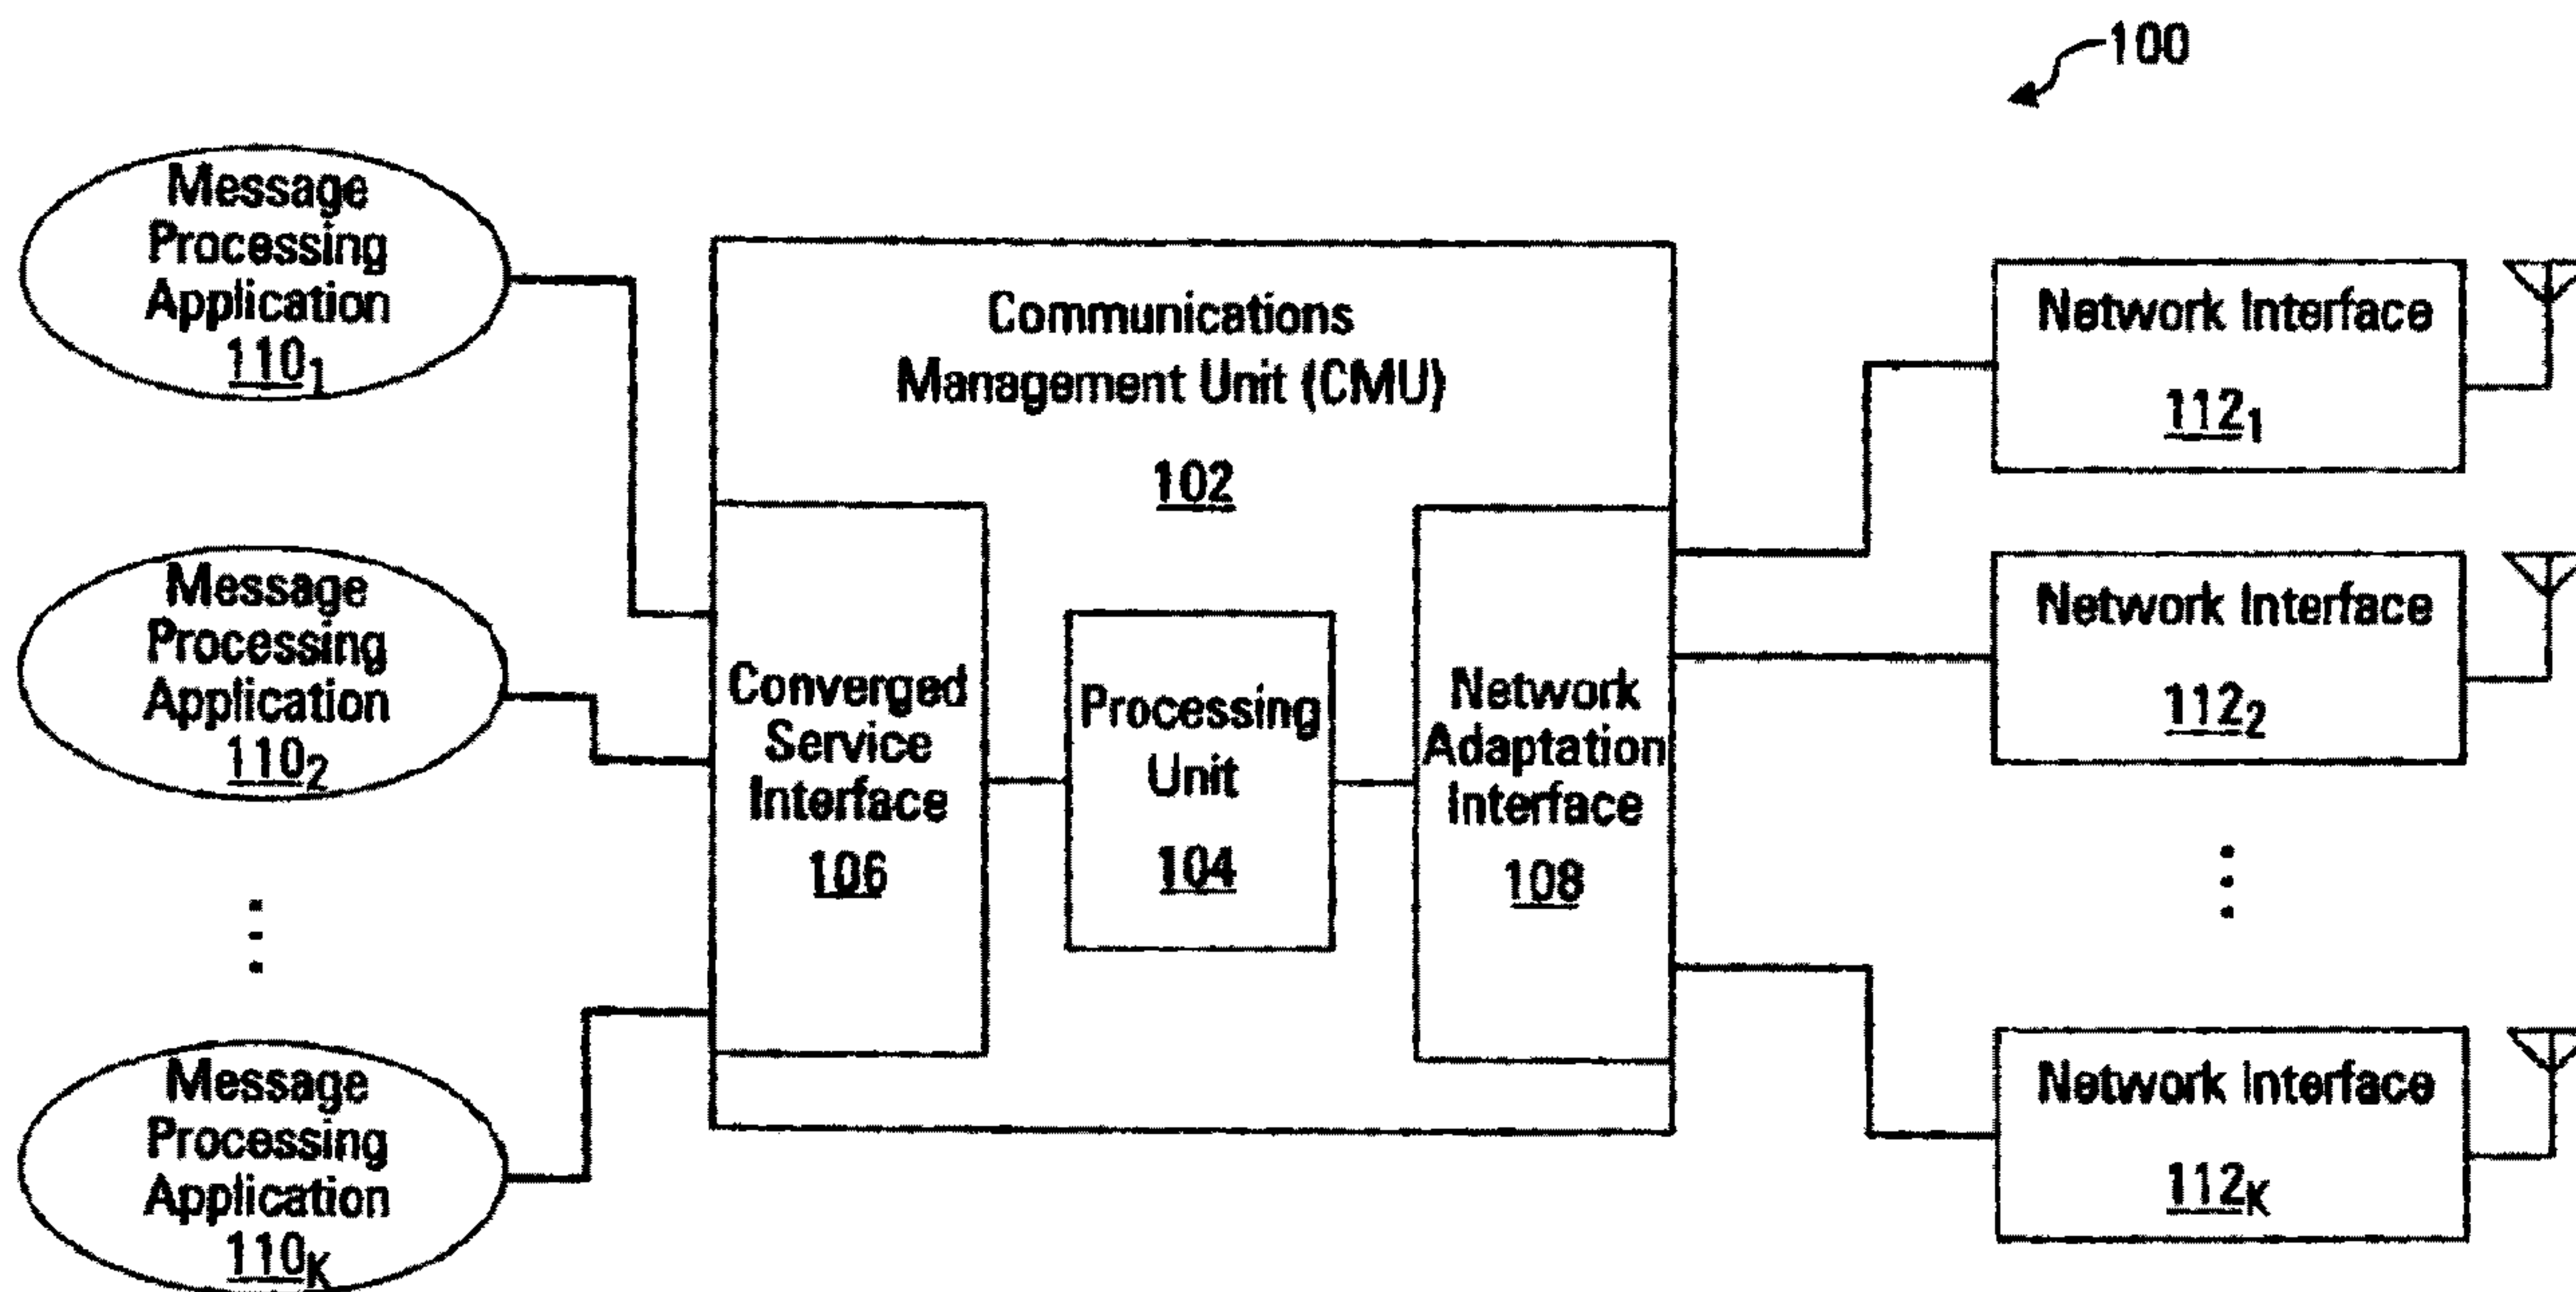 100
Message
Processing
Application
110₁
Message
Processing
Application
110₂
Message
Processing
Application
110K
Communications
Management Unit (CMU)
102
Converged
Service
Interface
106
Processing
Unit
104
Network
Adaptation
Interface
108
Network Interface
112₁
Network Interface
112₂
Network Interface
112K